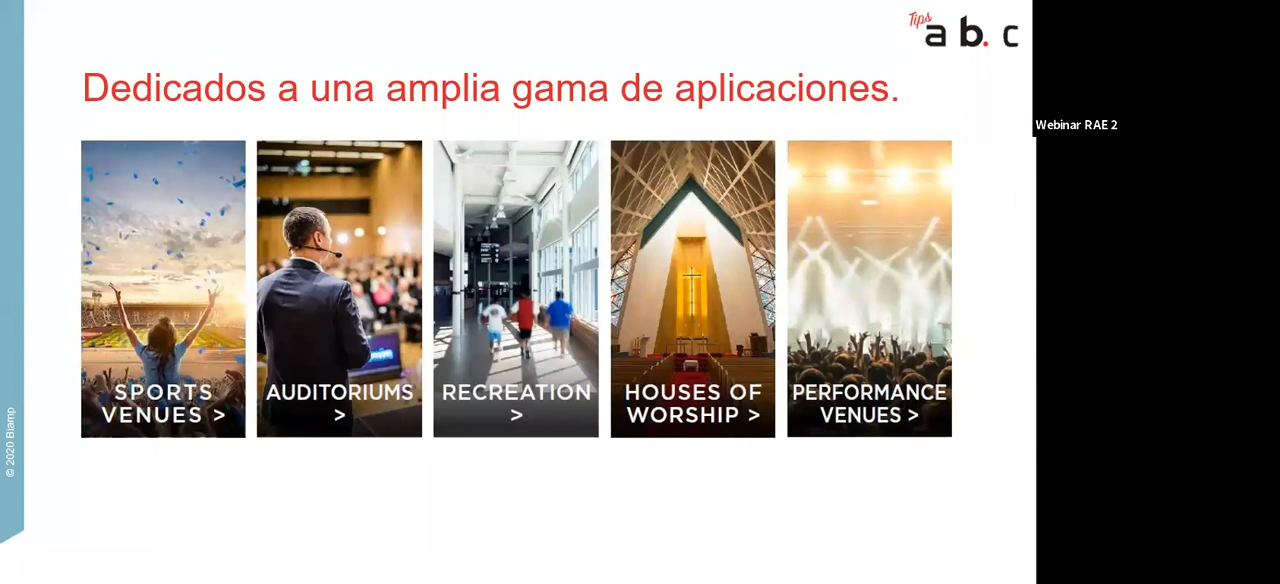 Tips
a b. c
Dedicados a una amplia gama de aplicaciones.
Webinar RAE 2
SPORTS
VENUES >
AUDITORIUMS
>
RECREATION
>
HOUSES OF
WORSHIP >
PERFORMANCE
VENUES >
© 2020 Biamp